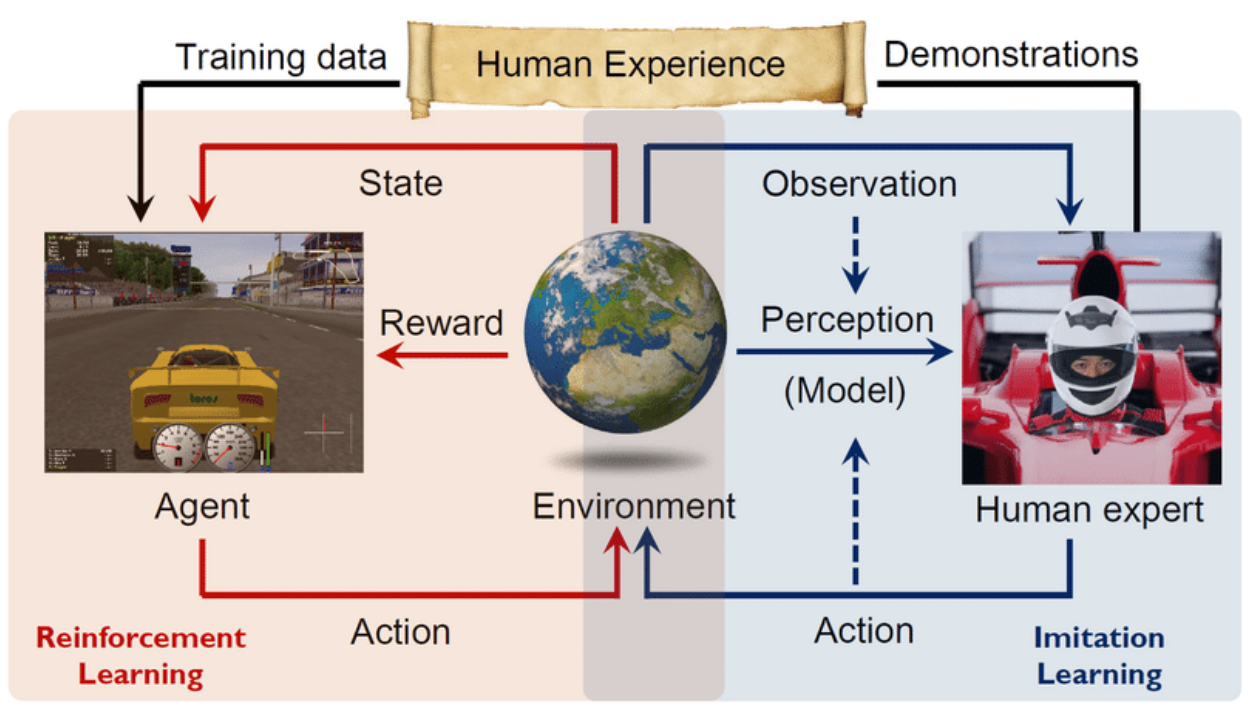 Training data
Human Experience
Demonstrations
State
Observation
Reward
Perception
(Model)
toros
Agent
Environment
Human expert
Action
Action
Reinforcement
Learning
Imitation
Learning